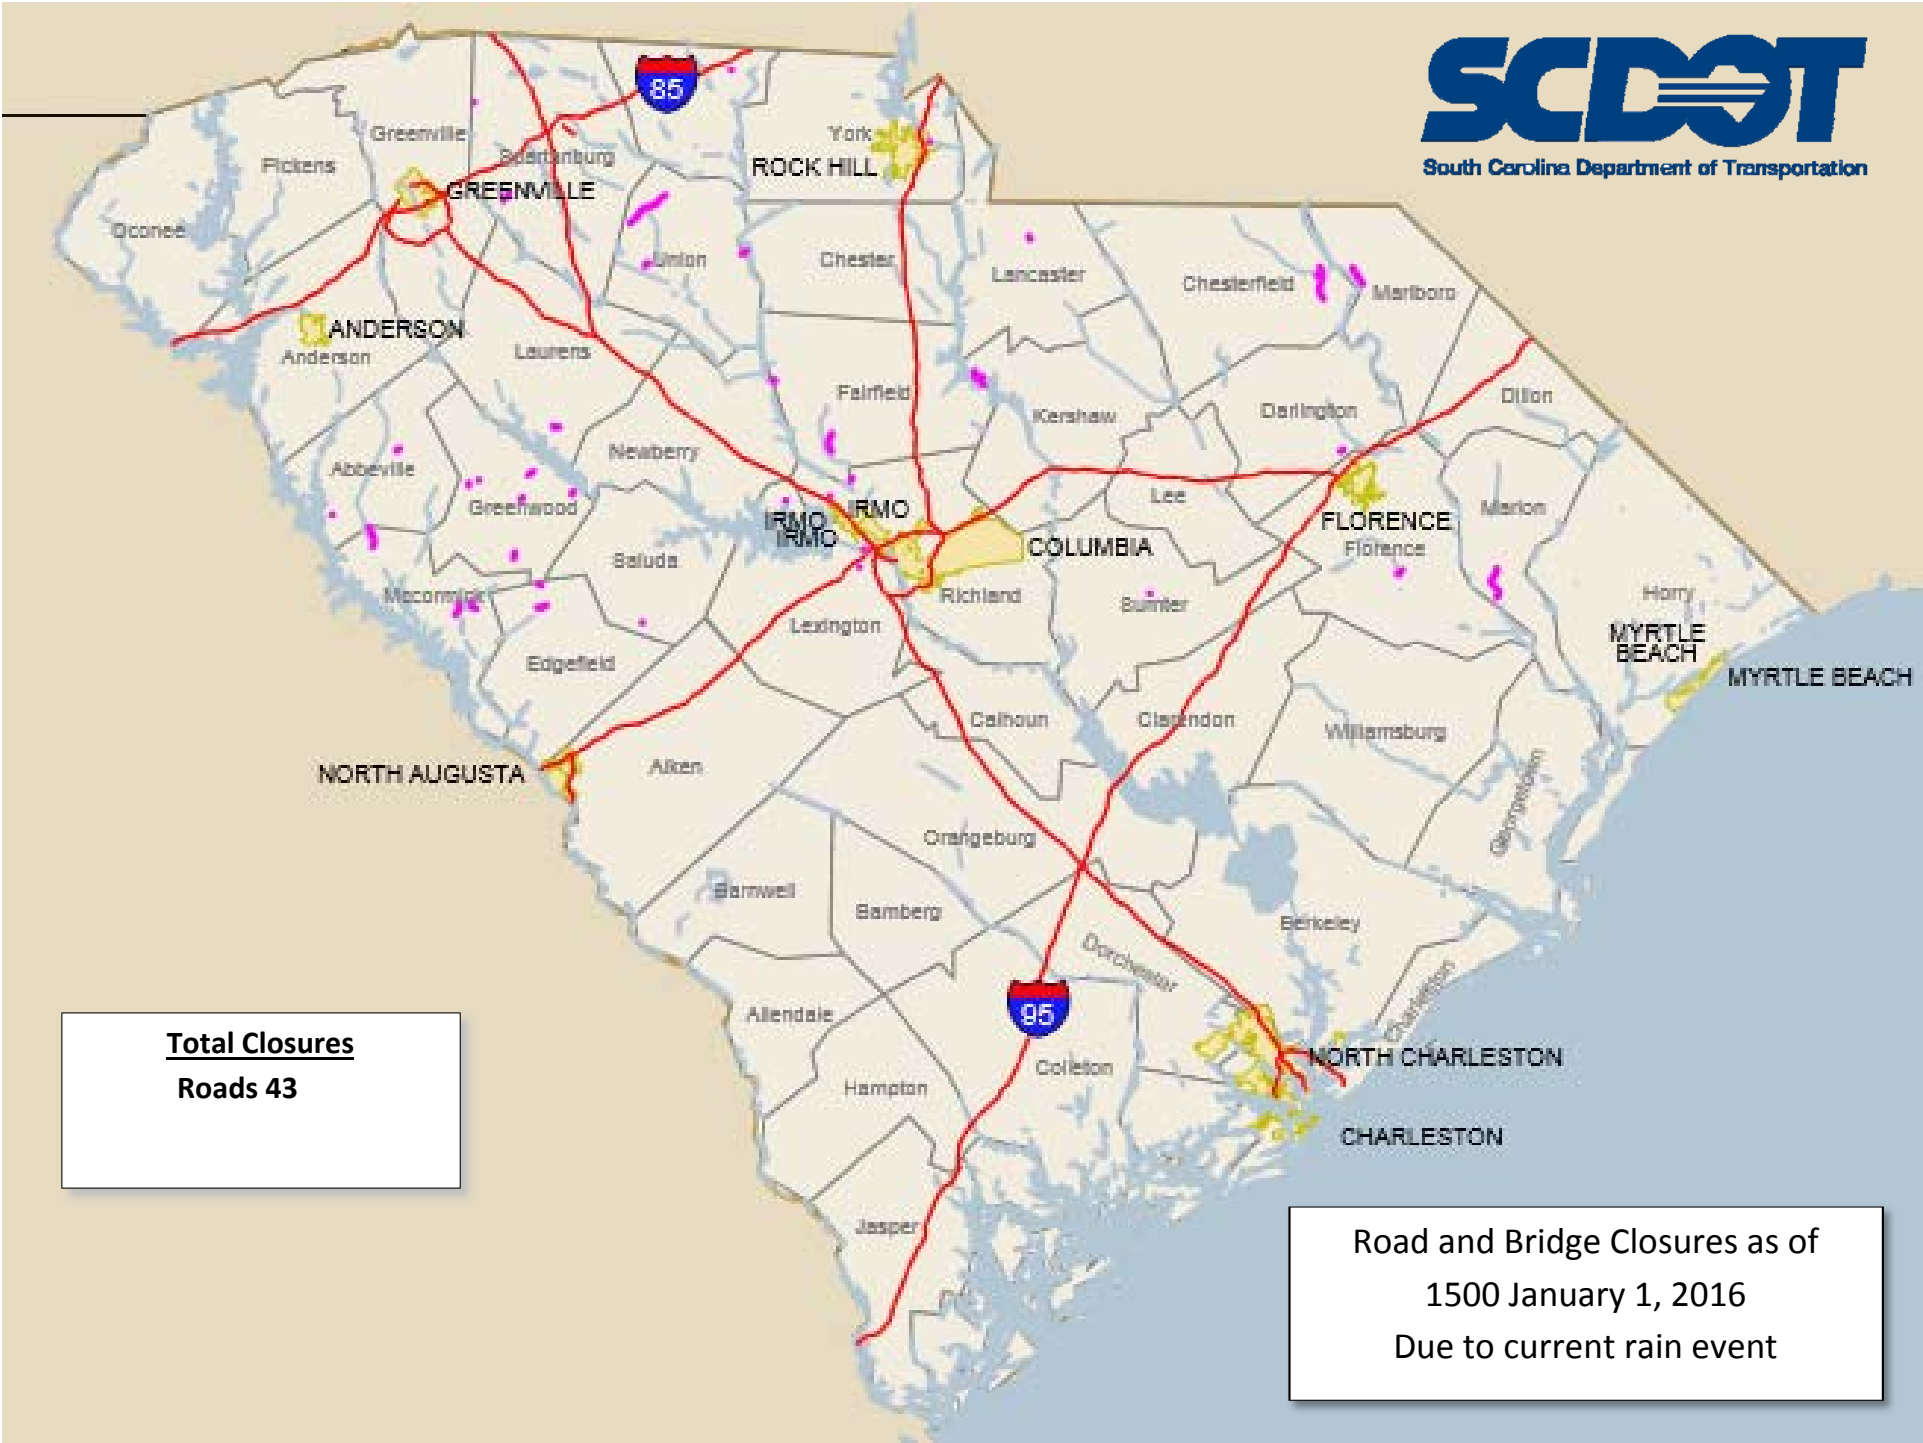 SCDOT
South Carolina Department of Transportation
85
Greenville
York
Pickens
Spartanburg
ROCK HILL
GREENVILLE
Oconee
Union
Chester
Lancaster
Chesterfield
Marlboro
ANDERSON
Anderson
Laurens
Fairfield
Kershaw
Darlington
Dillon
Newberry
Abbeville
Greenwood
Lee
Marion
IRMO
IRMO
IRMO
FLORENCE
Florence
COLUMBIA
Saluda
Mccormick
Richland
Sumter
Horry
Lexington
MYRTLE
BEACH
MYRTLE BEACH
Edgefield
Calhoun
Clarendon
Williamsburg
NORTH AUGUSTA
Aiken
Georgetown
Orangeburg
Barnwell
Bamberg
Berkeley
Dorchester
Charleston
95
Allendale
Total Closures
Roads 43
NORTH CHARLESTON
Colleton
Hampton
CHARLESTON
Jasper
Road and Bridge Closures as of
1500 January 1, 2016
Due to current rain event